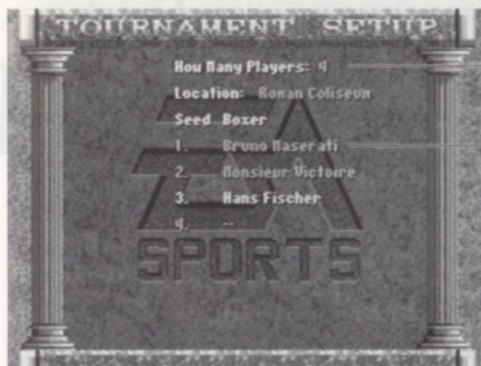 TOURNAMENT SETUP
How Many Players: 4
Location: Roman Coliseum
Seed Boxer
1. Bruno Maserati
2. Monsieur Victoire
3. Hans Fischer
4. --
EA
SPORTS